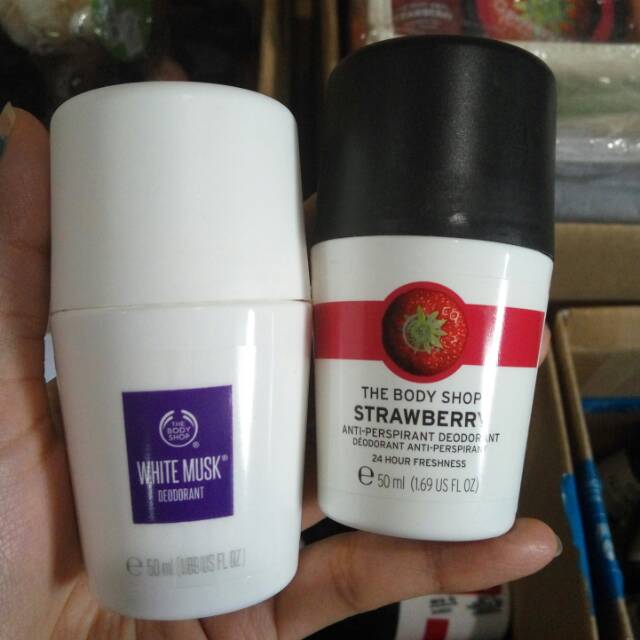 THE
BODY
SHOP
®
WHITE MUSK®
DEODORANT
℮ 50 ml (1.69 US FL OZ)
THE BODY SHOP
STRAWBERRY
ANTI-PERSPIRANT DEODORANT
DÉODORANT ANTI-PERSPIRANT
24 HOUR FRESHNESS
℮ 50 ml (1.69 US FL OZ)